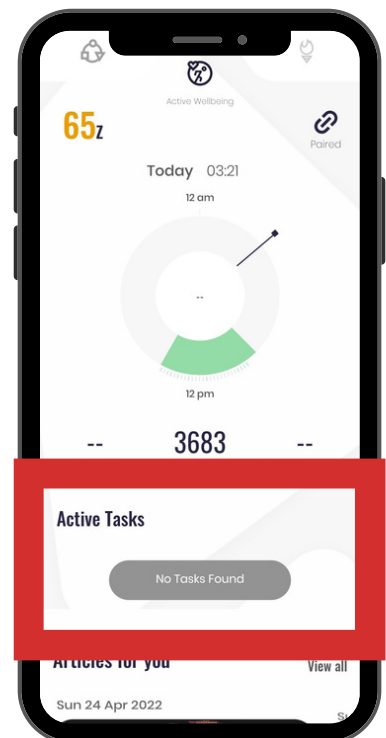 Active Wellbeing
65z
Paired
Today 03:21
12 am
--
12 pm
-- 3683 --
Active Tasks
No Tasks Found
Articles for you
View all
Sun 24 Apr 2022